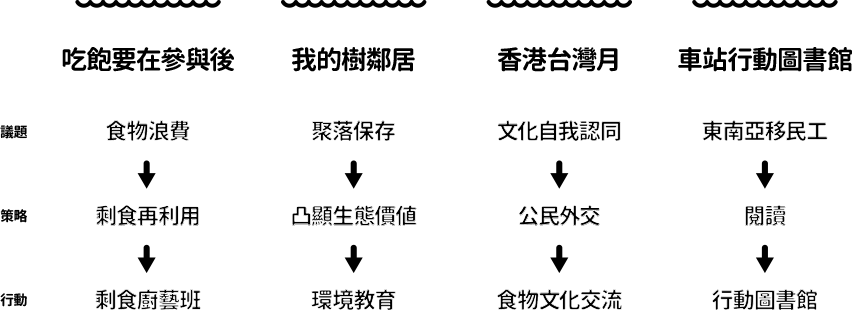 吃飽要在參與後 我的樹鄰居 香港台灣月 車站行動圖書館
議題 食物浪費 聚落保存 文化自我認同 東南亞移民工
策略 剩食再利用 凸顯生態價值 公民外交 閱讀
行動 剩食廚藝班 環境教育 食物文化交流 行動圖書館